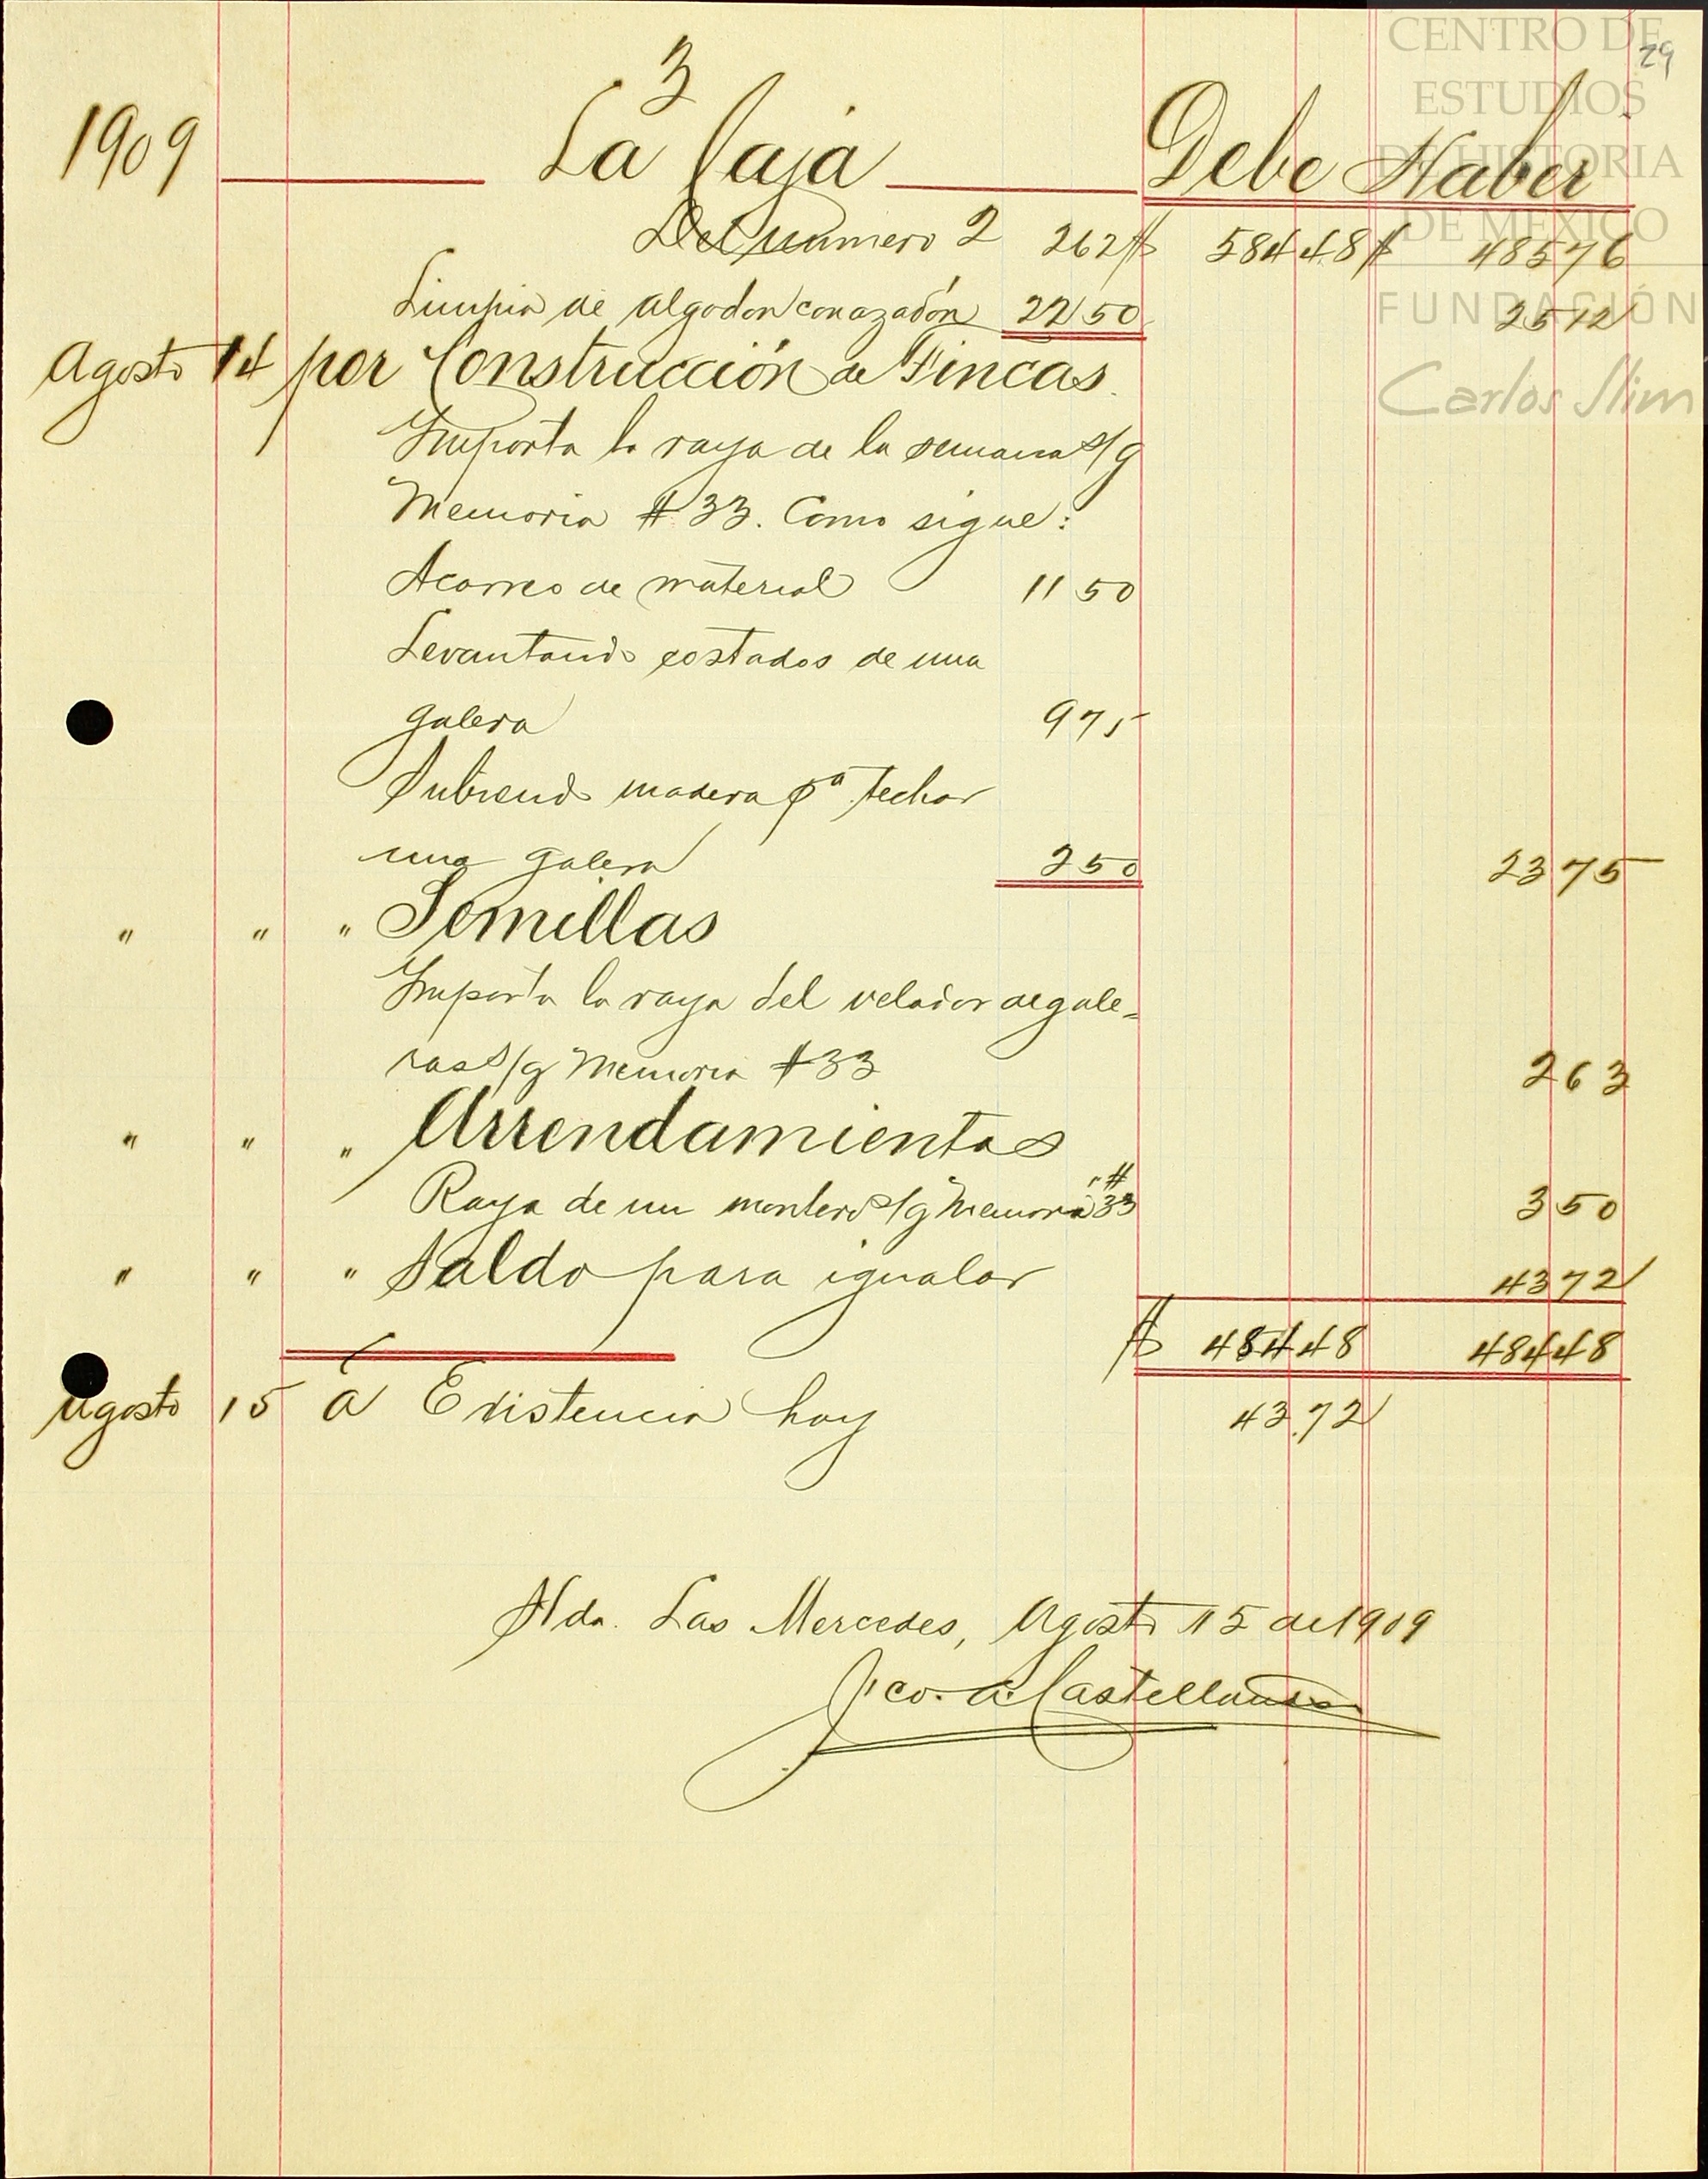 CENTRO DE
29
ESTUDIOS
DE HISTORIA
DE MÉXICO
FUNDACIÓN
Carlos Slim
3
1909 La Caja Debe Haber
Del número 2 262 $ 584 48 $ 485 76
Limpia de algodon con azadón 22 50 25 12
Agosto 14 por Construcción de Fincas.
Importa la raya de la semana s/g
Memoria # 33. Como sigue:
Acarreo de material 11 50
Levantando costados de una
galera 9 75
Subiendo madera pª techar
una galera 2 50 23 75
" " " Semillas
Importa la raya del velador de gale=
ras s/g Memoria # 33 2 63
" " " Arrendamientos
Raya de un montero s/g Memoria # 33 3 50
" " " Saldo para igualar 43 72
$ 484 48 484 48
Agosto 15 á Existencia hoy 43.72
Hda. Las Mercedes, Agosto 15 de 1909
Fco. A. Castellanos